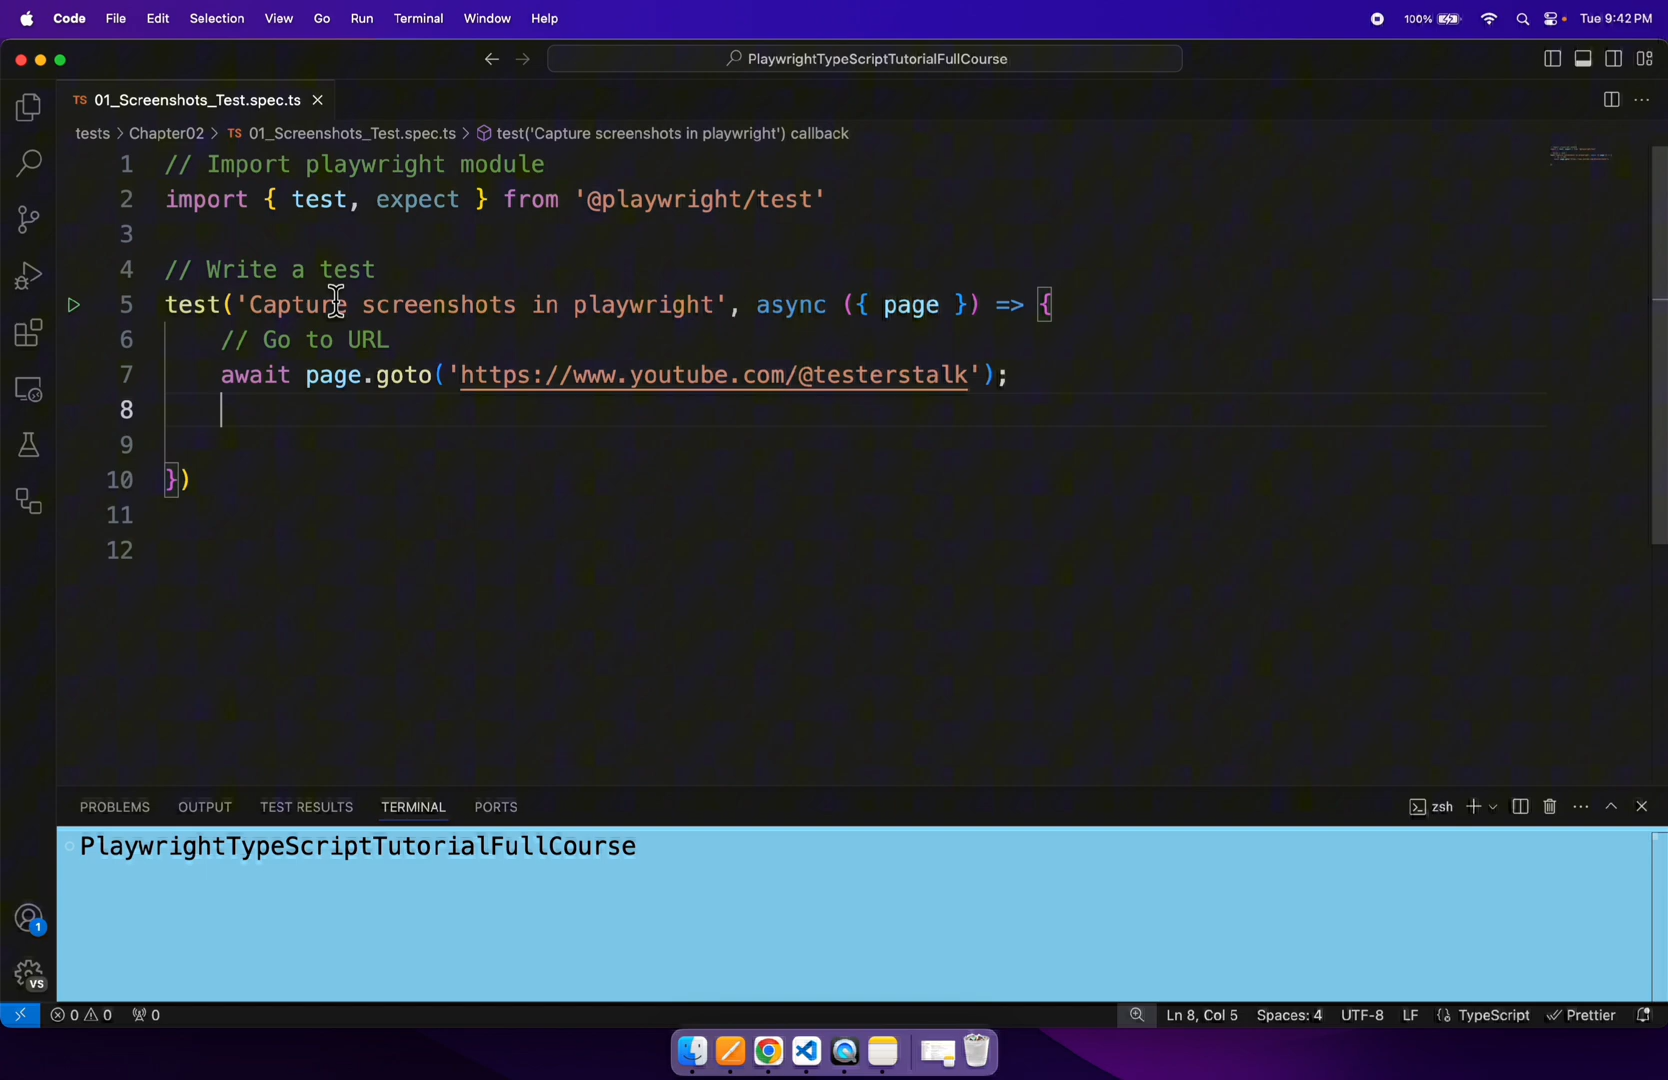 Code File Edit Selection View Go Run Terminal Window Help 100% Tue 9:42 PM
PlaywrightTypeScriptTutorialFullCourse
TS 01_Screenshots_Test.spec.ts
tests > Chapter02 > TS 01_Screenshots_Test.spec.ts > test('Capture screenshots in playwright') callback
1 // Import playwright module
2 import { test, expect } from '@playwright/test'
3
4 // Write a test
5 test('Capture screenshots in playwright', async ({ page }) => {
6 // Go to URL
7 await page.goto('https://www.youtube.com/@testerstalk');
8
9
10 })
11
12
PROBLEMS OUTPUT TEST RESULTS TERMINAL PORTS zsh
PlaywrightTypeScriptTutorialFullCourse
1
VS
0 0 0 Ln 8, Col 5 Spaces: 4 UTF-8 LF TypeScript Prettier